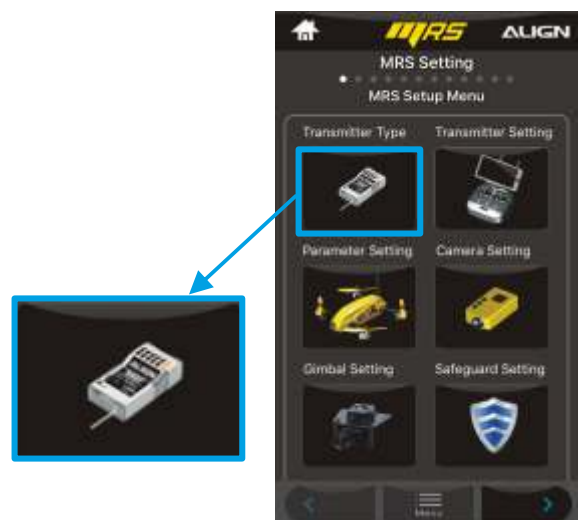 MRS ALIGN
MRS Setting
MRS Setup Menu
Transmitter Type Transmitter Setting
Parameter Setting Camera Setting
Gimbal Setting Safeguard Setting
Menu